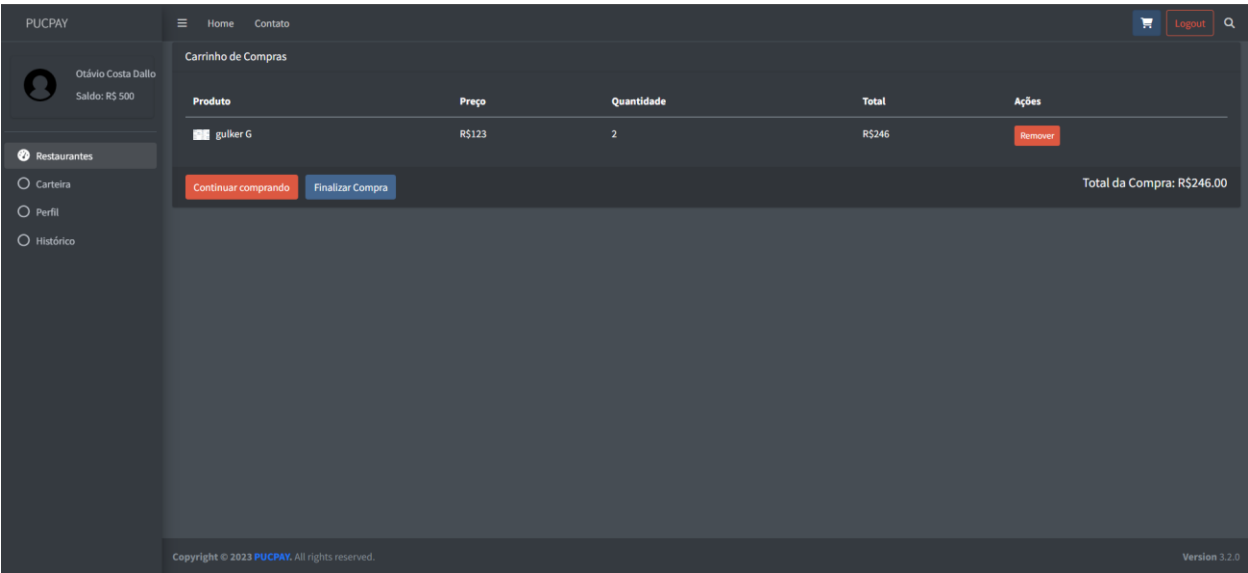 PUCPAY
Home Contato
Logout
Otávio Costa Dallo
Saldo: R$ 500
Restaurantes
Carteira
Perfil
Histórico
Carrinho de Compras
Produto Preço Quantidade Total Ações
gulker G R$123 2 R$246 Remover
Continuar comprando Finalizar Compra Total da Compra: R$246.00
Copyright © 2023 PUCPAY. All rights reserved. Version 3.2.0